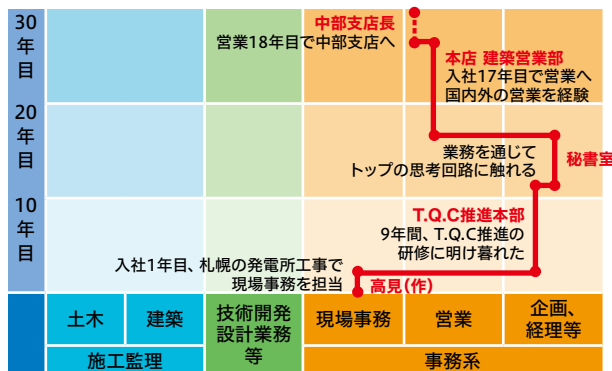 30
年
目
中部支店長
営業18年目で中部支店へ
本店 建築営業部
入社17年目で営業へ
国内外の営業を経験
20
年
目
業務を通じて
トップの思考回路に触れる
秘書室
10
年
目
T.Q.C推進本部
9年間、T.Q.C推進の
研修に明け暮れた
入社1年目、札幌の発電所工事で
現場事務を担当
高見(作)
土木
建築
技術開発
設計業務
等
現場事務
営業
企画、
経理等
施工監理
事務系